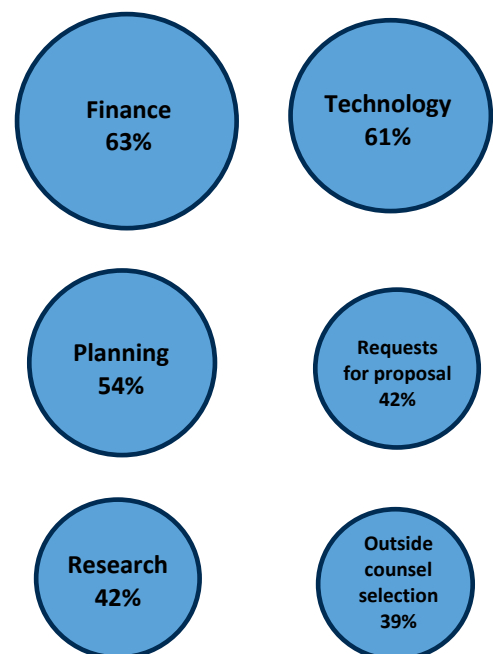 Finance
63%
Technology
61%
Planning
54%
Requests
for proposal
42%
Research
42%
Outside
counsel
selection
39%